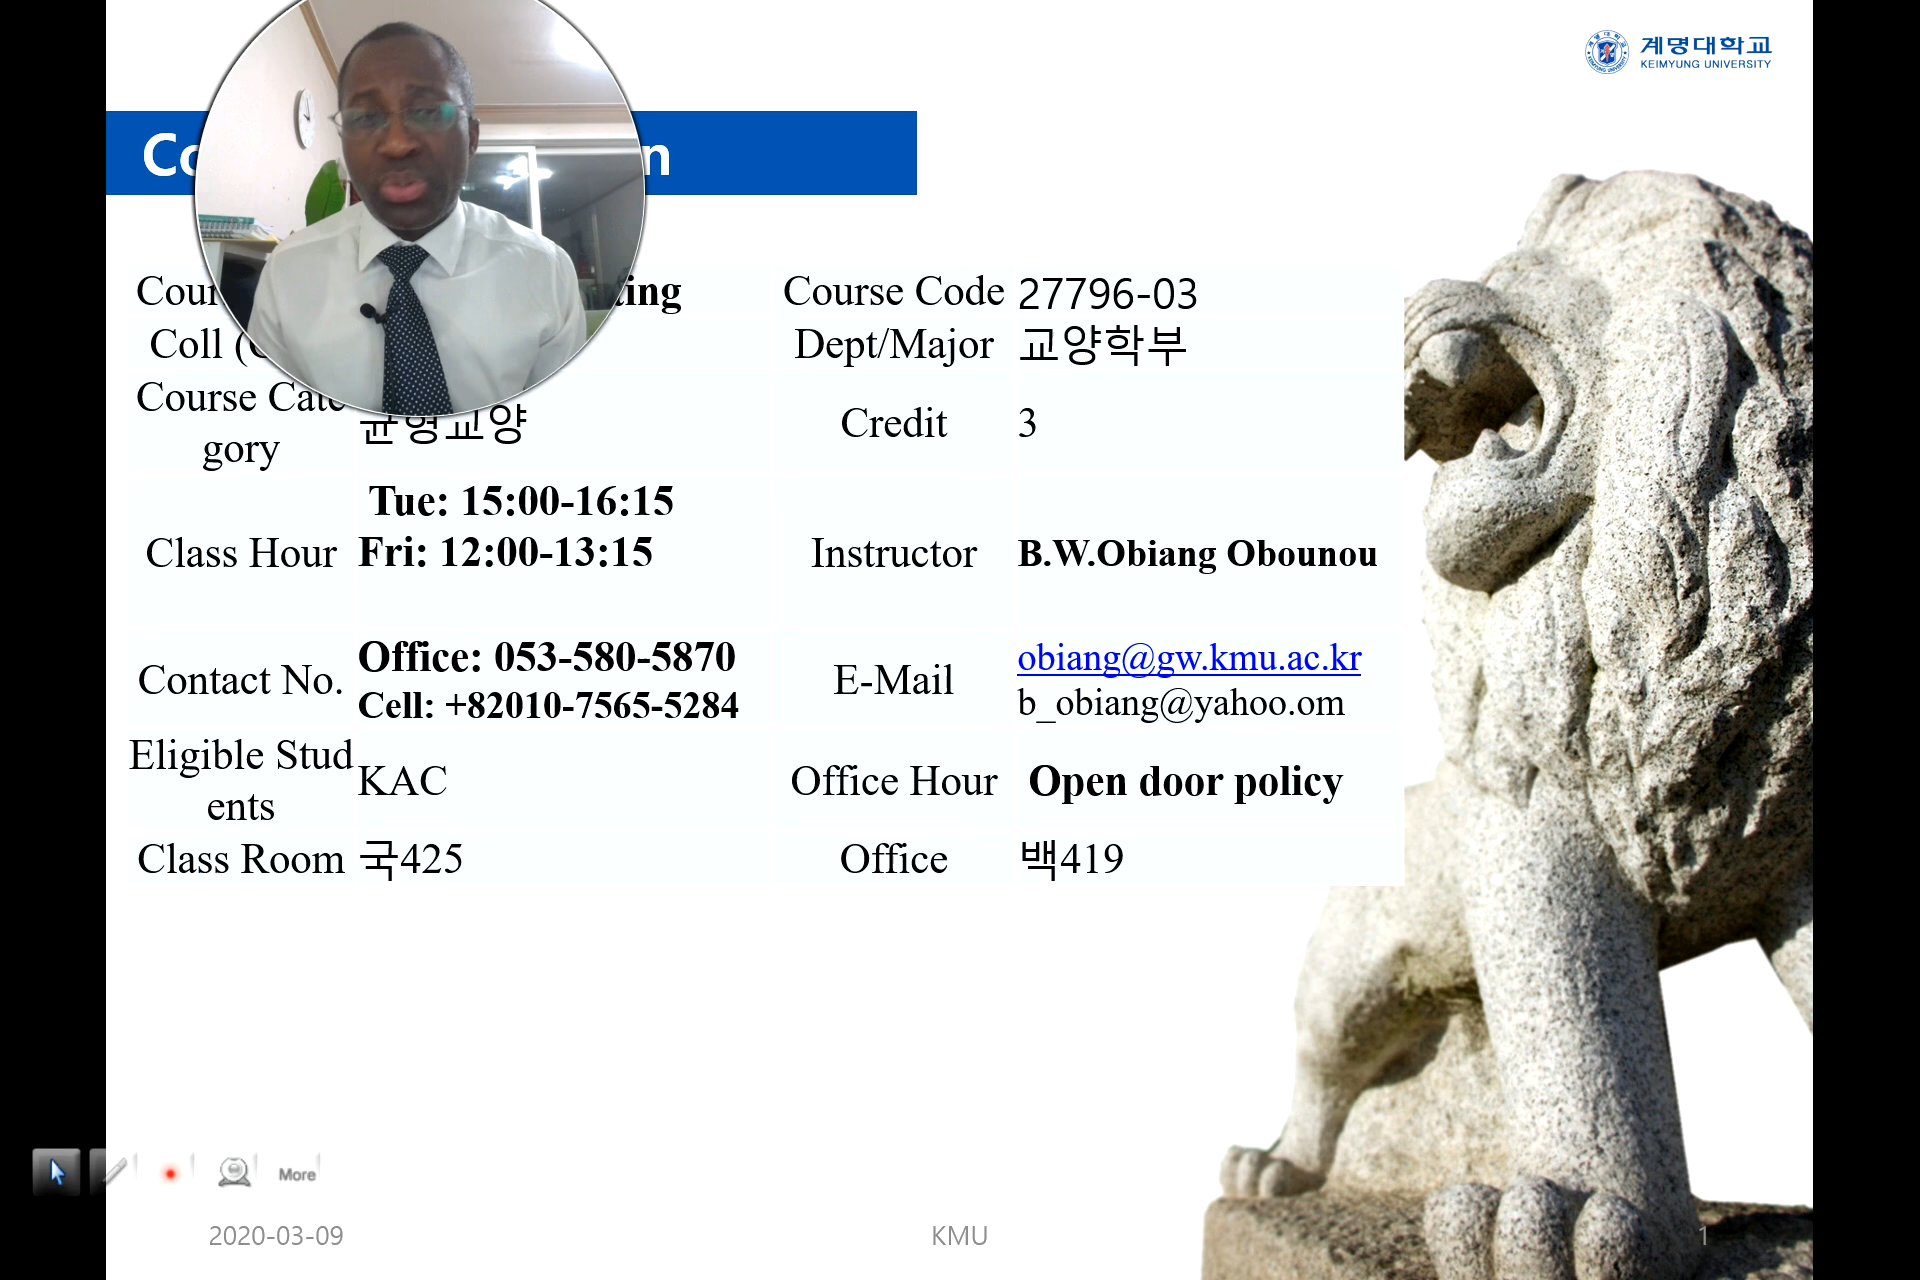 계명대학교
KEIMYUNG UNIVERSITY
Course Code 27796-03
Coll Dept/Major 교양학부
Course Cate
gory 균형교양 Credit 3
Tue: 15:00-16:15
Class Hour Fri: 12:00-13:15 Instructor B.W.Obiang Obounou
Office: 053-580-5870 obiang@gw.kmu.ac.kr
Contact No. E-Mail
Cell: +82010-7565-5284 b_obiang@yahoo.om
Eligible Stud
ents KAC Office Hour Open door policy
Class Room 국425 Office 백419
More
2020-03-09 KMU 1